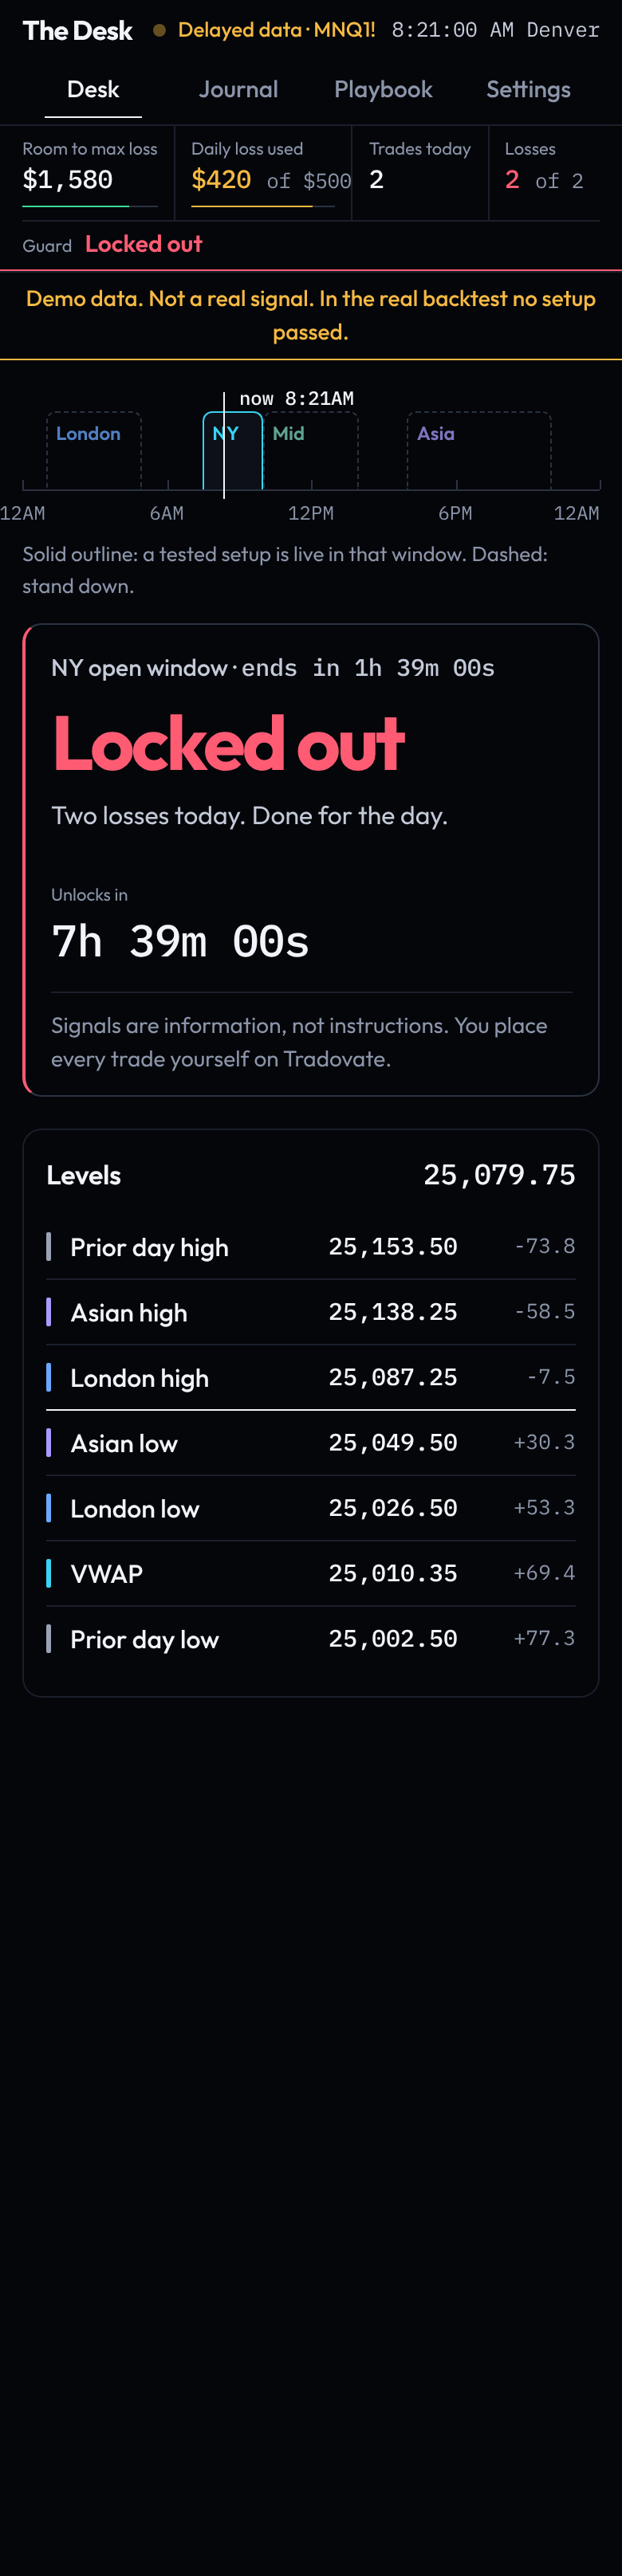 The Desk Delayed data · MNQ1! 8:21:00 AM Denver
Desk Journal Playbook Settings
Room to max loss Daily loss used Trades today Losses
$1,580 $420 of $500 2 2 of 2
Guard Locked out
Demo data. Not a real signal. In the real backtest no setup
passed.
now 8:21AM
London NY Mid Asia
12AM 6AM 12PM 6PM 12AM
Solid outline: a tested setup is live in that window. Dashed:
stand down.
NY open window · ends in 1h 39m 00s
Locked out
Two losses today. Done for the day.
Unlocks in
7h 39m 00s
Signals are information, not instructions. You place
every trade yourself on Tradovate.
Levels 25,079.75
Prior day high 25,153.50 -73.8
Asian high 25,138.25 -58.5
London high 25,087.25 -7.5
Asian low 25,049.50 +30.3
London low 25,026.50 +53.3
VWAP 25,010.35 +69.4
Prior day low 25,002.50 +77.3